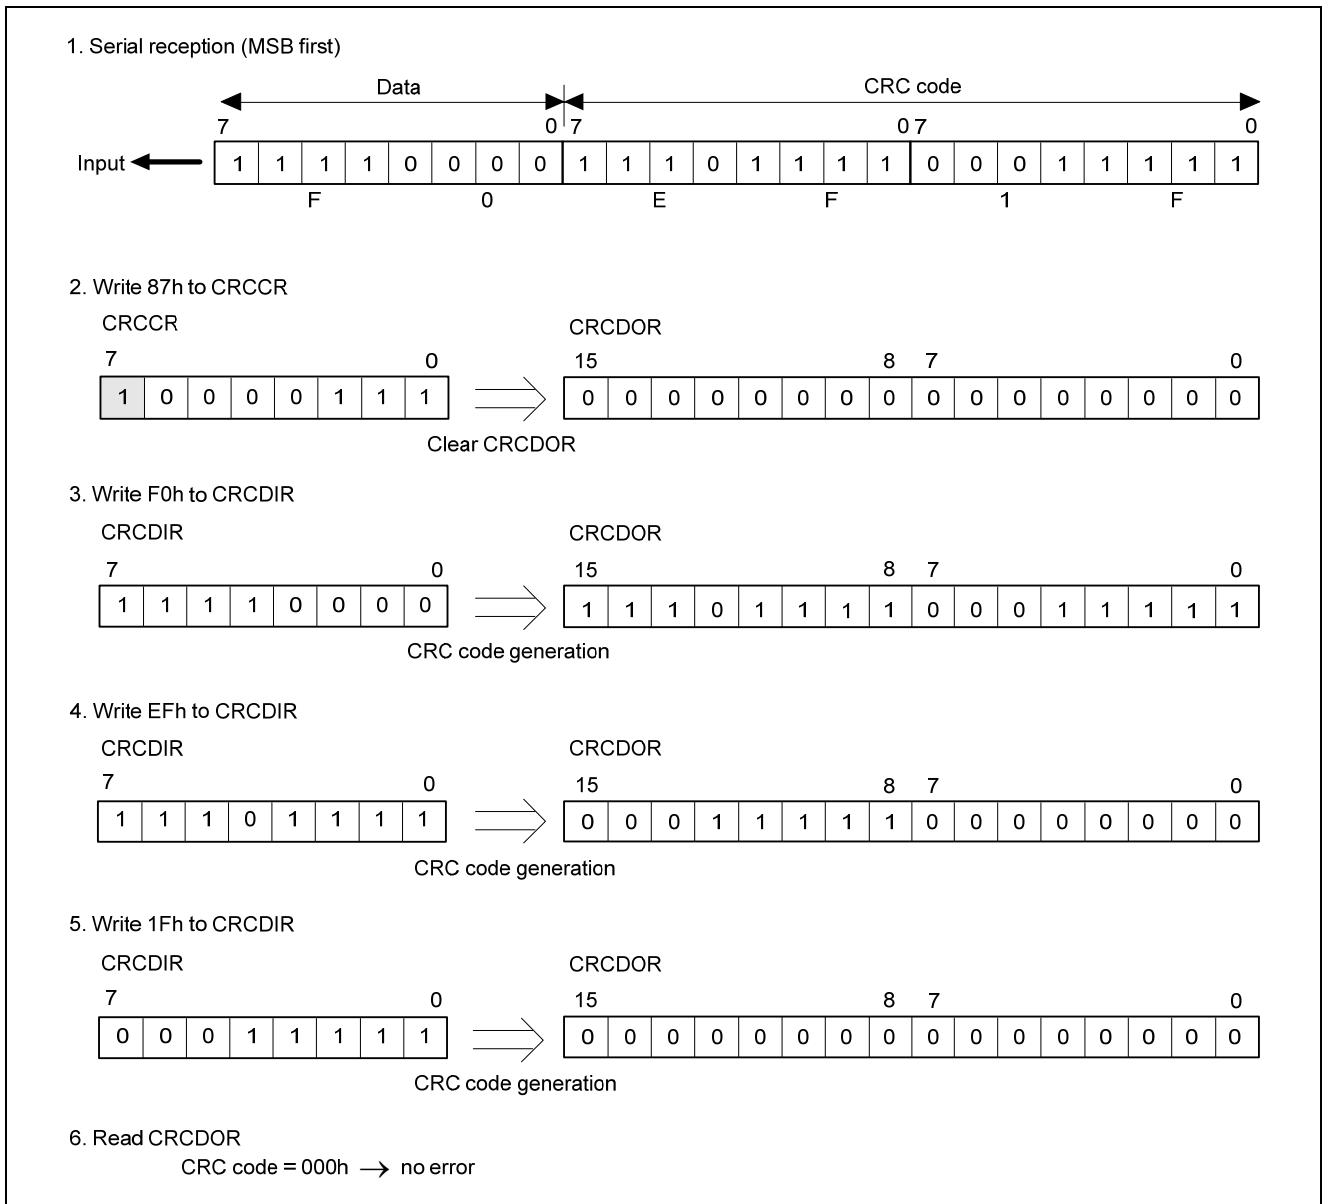 1. Serial reception (MSB first)
Data CRC code
7 0 7 0 7 0
Input 1 1 1 1 0 0 0 0 1 1 1 0 1 1 1 1 0 0 0 1 1 1 1 1
F 0 E F 1 F
2. Write 87h to CRCCR
CRCCR CRCDOR
7 0 15 8 7 0
1 0 0 0 0 1 1 1 0 0 0 0 0 0 0 0 0 0 0 0 0 0 0 0
Clear CRCDOR
3. Write F0h to CRCDIR
CRCDIR CRCDOR
7 0 15 8 7 0
1 1 1 1 0 0 0 0 1 1 1 0 1 1 1 1 0 0 0 1 1 1 1 1
CRC code generation
4. Write EFh to CRCDIR
CRCDIR CRCDOR
7 0 15 8 7 0
1 1 1 0 1 1 1 1 0 0 0 1 1 1 1 1 0 0 0 0 0 0 0 0
CRC code generation
5. Write 1Fh to CRCDIR
CRCDIR CRCDOR
7 0 15 8 7 0
0 0 0 1 1 1 1 1 0 0 0 0 0 0 0 0 0 0 0 0 0 0 0 0
CRC code generation
6. Read CRCDOR
CRC code = 000h → no error